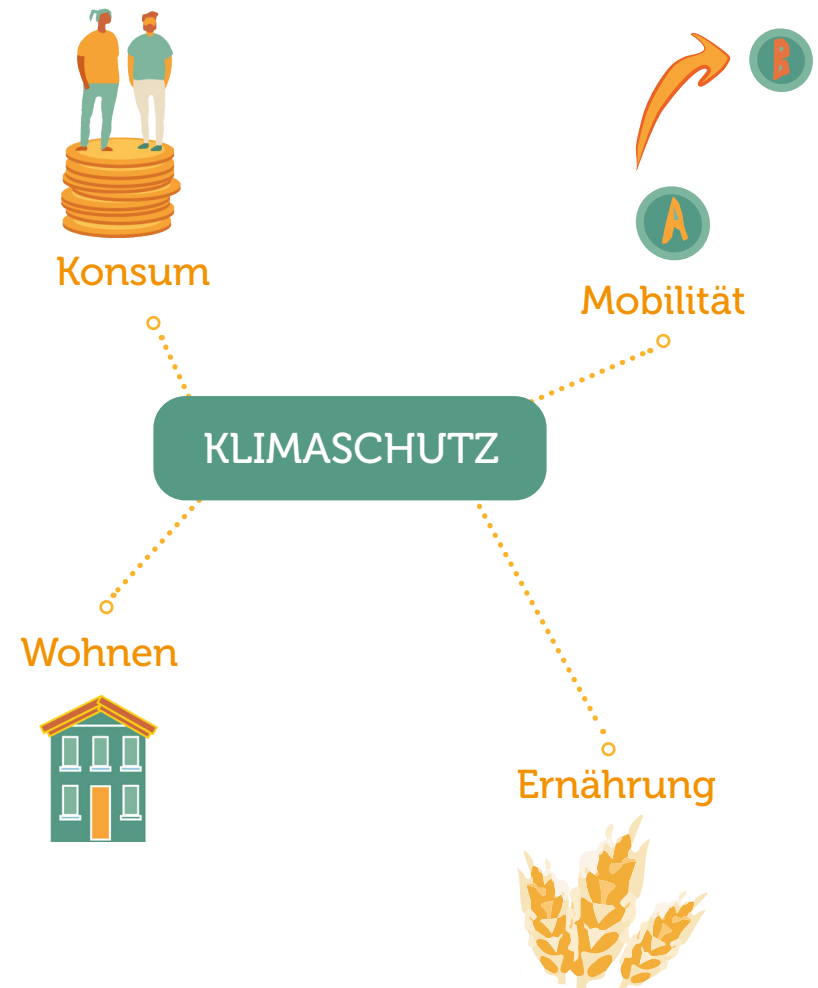 B
A
Konsum
Mobilität
KLIMASCHUTZ
Wohnen
Ernährung